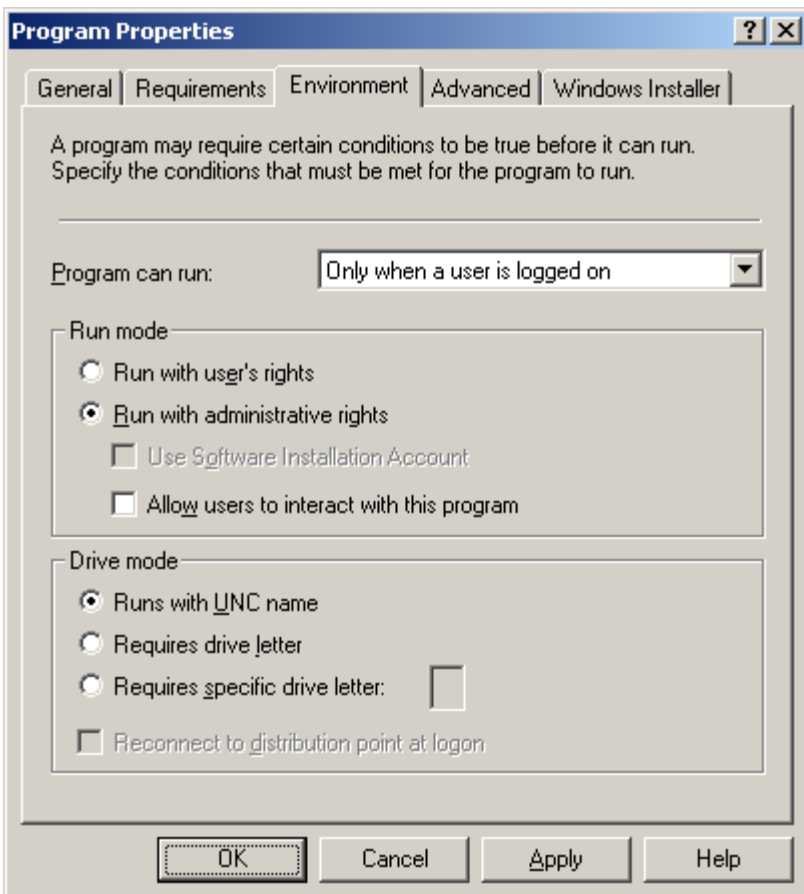 Program Properties
General Requirements Environment Advanced Windows Installer
A program may require certain conditions to be true before it can run.
Specify the conditions that must be met for the program to run.
Program can run: Only when a user is logged on
Run mode
Run with user's rights
Run with administrative rights
Use Software Installation Account
Allow users to interact with this program
Drive mode
Runs with UNC name
Requires drive letter
Requires specific drive letter:
Reconnect to distribution point at logon
OK Cancel Apply Help